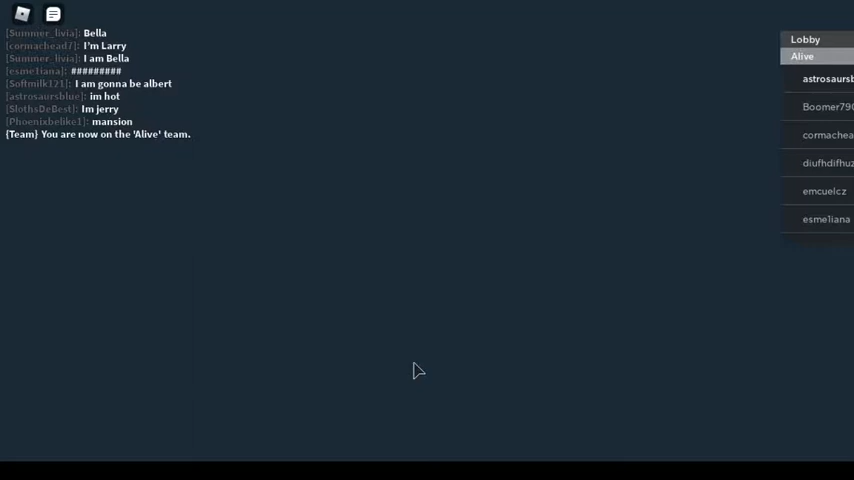 [Summer_livia]: Bella
[cormachead7]: I'm Larry
[Summer_livia]: I am Bella
[esme1iana]: #########
[Softmilk121]: I am gonna be albert
[astrosaursblue]: im hot
[SlothsDeBest]: Im jerry
[Phoenixbelike1]: mansion
{Team} You are now on the 'Alive' team.
Lobby
Alive
astrosaursb
Boomer790
cormachea
diufhdifhuz
emcuelcz
esme1iana